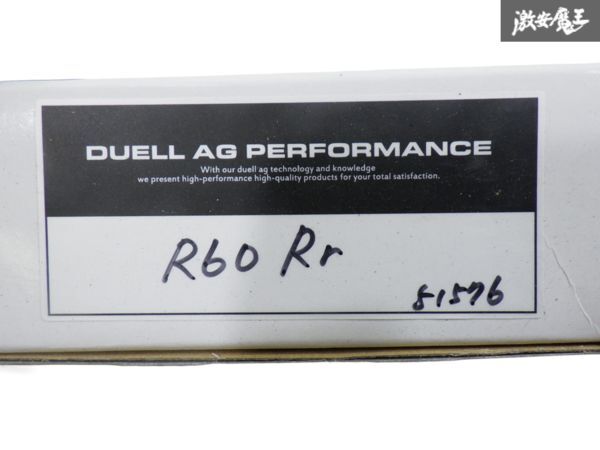 激安魔王
DUELL AG PERFORMANCE
With our duell ag technology and knowledge
we present high-performance high-quality products for your total satisfaction.
R60 Rr
51576